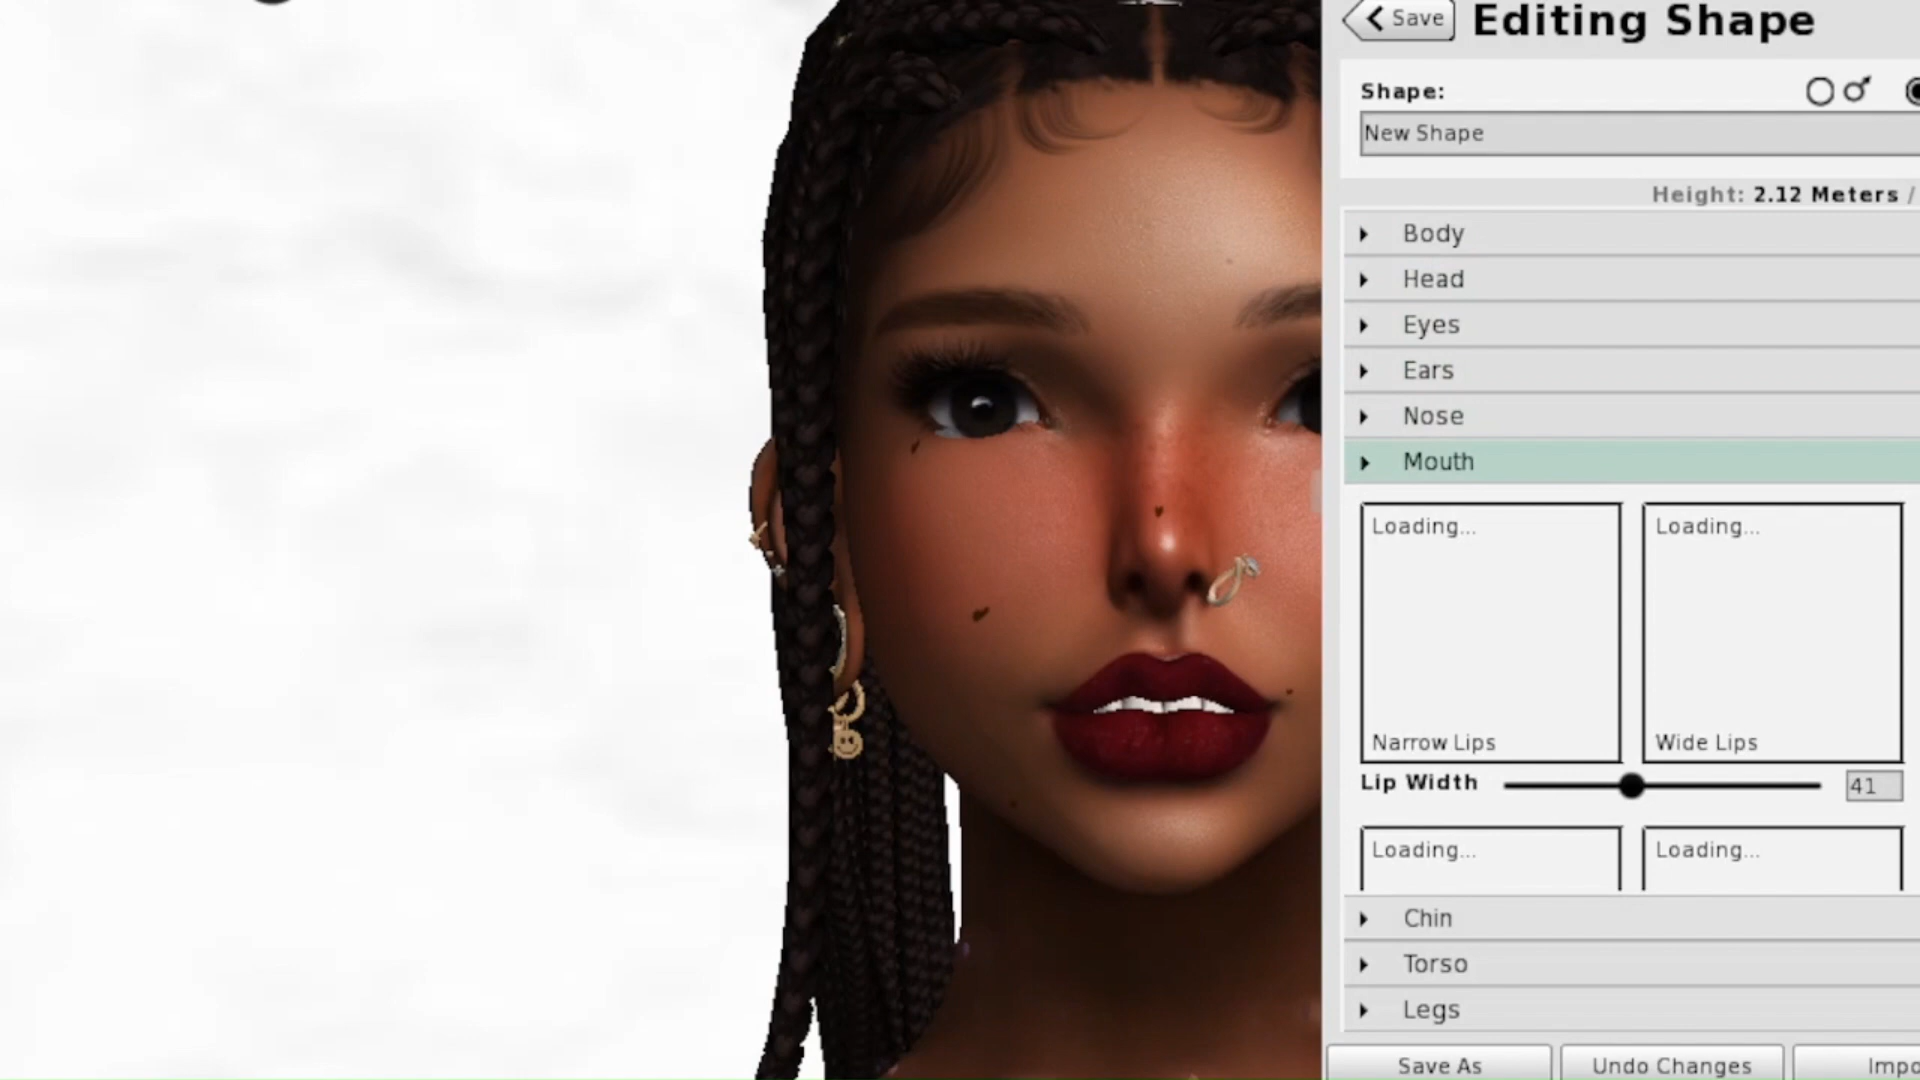 Save
Editing Shape
Shape:
New Shape
Height: 2.12 Meters /
Body
Head
Eyes
Ears
Nose
Mouth
Loading... Loading...
Narrow Lips Wide Lips
Lip Width 41
Loading... Loading...
Chin
Torso
Legs
Save As Undo Changes Impo